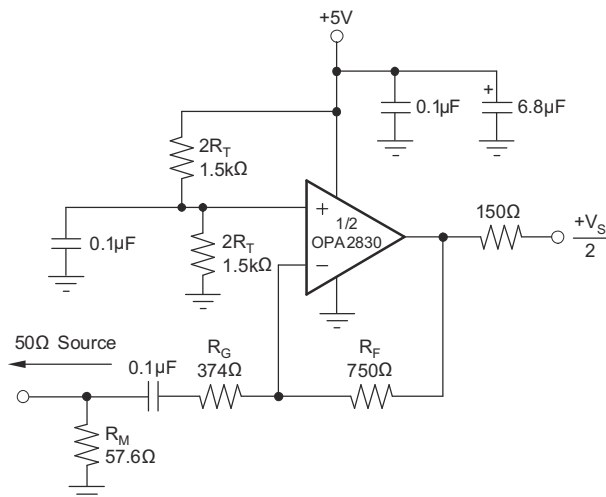 +5V
0.1µF
6.8µF
+
2R_T
1.5kΩ
0.1µF
2R_T
1.5kΩ
+
1/2
OPA2830
−
150Ω
+V_S
2
50Ω Source
0.1µF
R_G
374Ω
R_F
750Ω
R_M
57.6Ω